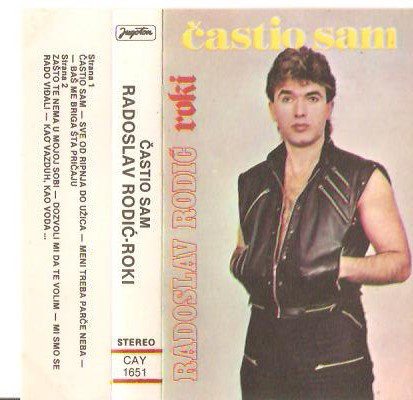 Strana 1
ČASTIO SAM — SVE OD RIPNJA DO UŽICA — MENI TREBA PARČE NEBA —
— BAŠ ME BRIGA ŠTA PRIČAJU
Strana 2
ZAŠTO TE NEMA U MOJOJ SOBI — DOZVOLI MI DA TE VOLIM — MI SMO SE
RADO VIĐALI — KAO VAZDUH, KAO VODA ...
Jugoton
ČASTIO SAM
RADOSLAV RODIĆ-ROKI
STEREO
CAY
1651
častio sam
RADOSLAV RODIĆ roki